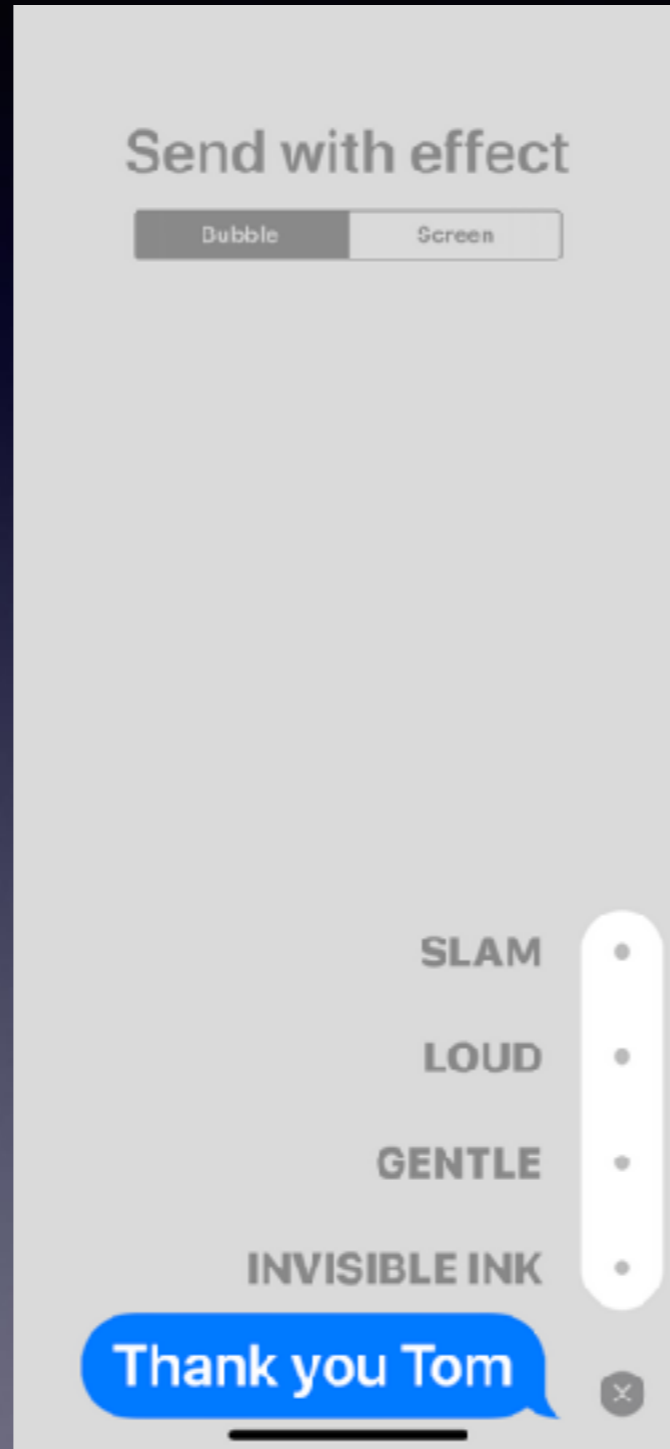 Send with effect
Bubble Screen
SLAM
LOUD
GENTLE
INVISIBLE INK
Thank you Tom